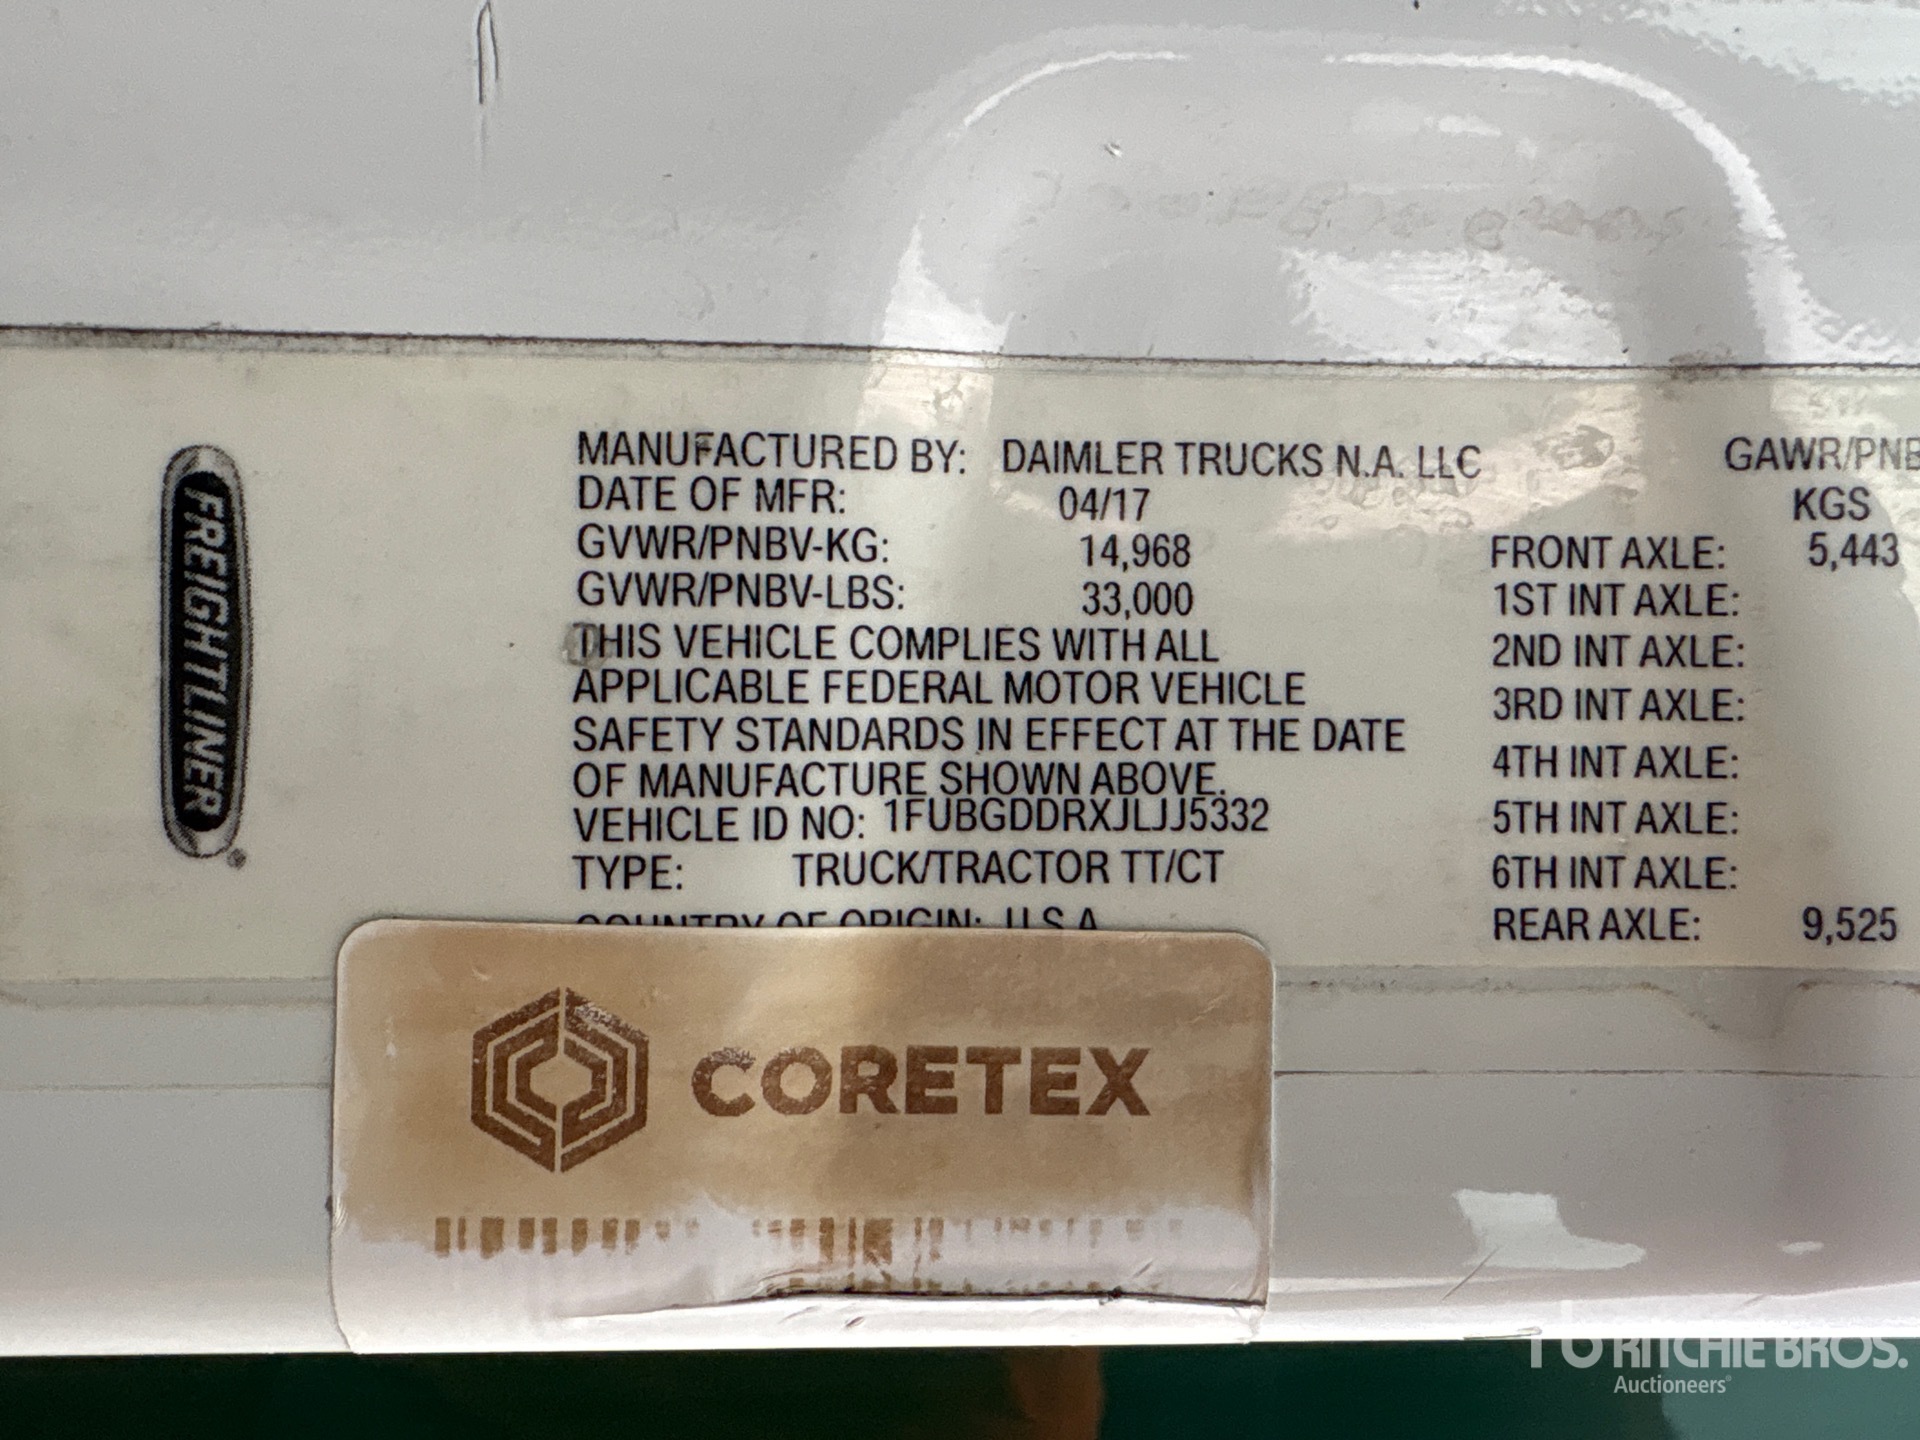 FREIGHTLINER
MANUFACTURED BY: DAIMLER TRUCKS N.A. LLC
DATE OF MFR: 04/17
GVWR/PNBV-KG: 14,968
GVWR/PNBV-LBS: 33,000
THIS VEHICLE COMPLIES WITH ALL
APPLICABLE FEDERAL MOTOR VEHICLE
SAFETY STANDARDS IN EFFECT AT THE DATE
OF MANUFACTURE SHOWN ABOVE.
VEHICLE ID NO: 1FUBGDDRXJLJJ5332
TYPE: TRUCK/TRACTOR TT/CT
COUNTRY OF ORIGIN: U.S.A.
GAWR/PNB
KGS
FRONT AXLE: 5,443
1ST INT AXLE:
2ND INT AXLE:
3RD INT AXLE:
4TH INT AXLE:
5TH INT AXLE:
6TH INT AXLE:
REAR AXLE: 9,525
CORETEX
RITCHIE BROS.
Auctioneers